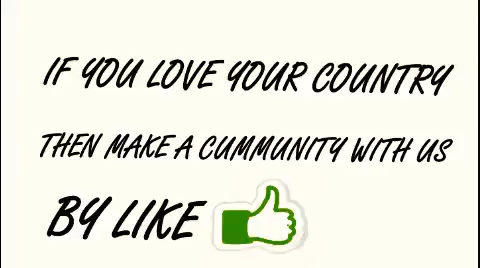 IF YOU LOVE YOUR COUNTRY
THEN MAKE A CUMMUNITY WITH US
BY LIKE